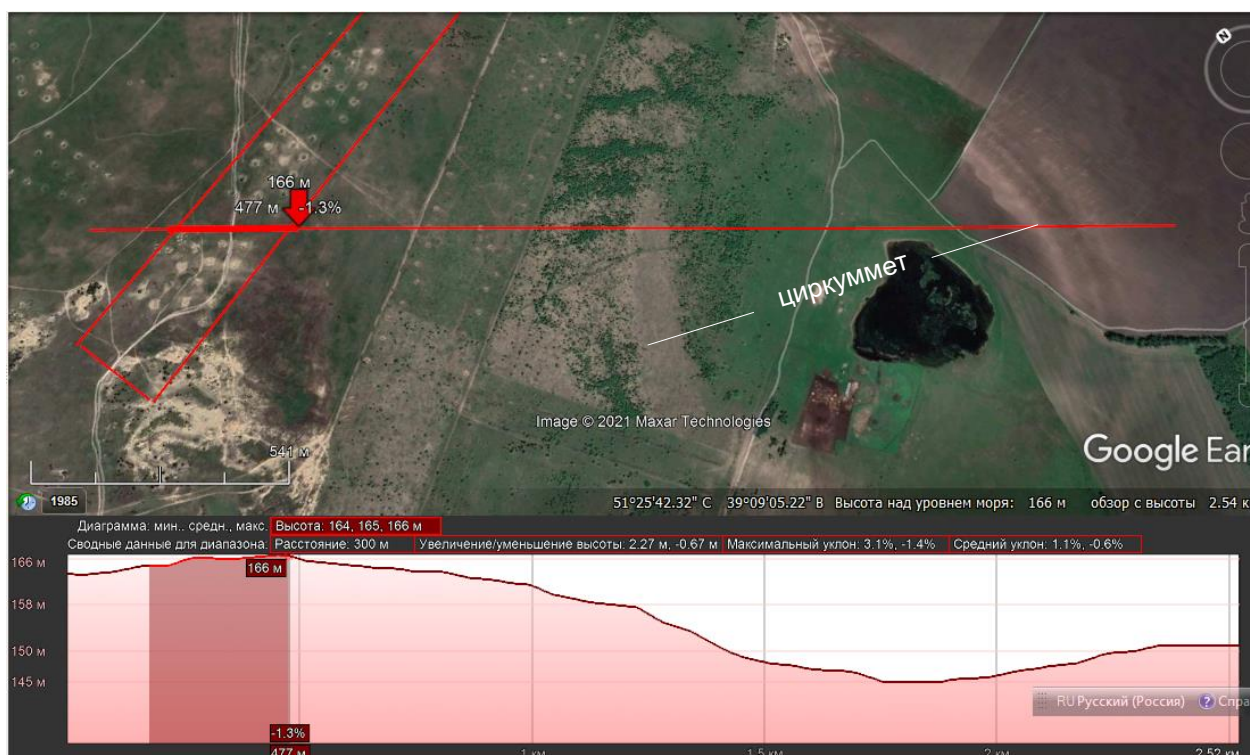 N
166 м
477 м -1.3%
циркуммет
Image © 2021 Maxar Technologies
541 м
Google Ear
1985
51°25'42.32" С 39°09'05.22" В Высота над уровнем моря: 166 м обзор с высоты 2.54 к
Диаграмма: мин., средн., макс. Высота: 164, 165, 166 м
Сводные данные для диапазона: Расстояние: 300 м Увеличение/уменьшение высоты: 2.27 м, -0.67 м Максимальный уклон: 3.1%, -1.4% Средний уклон: 1.1%, -0.6%
166 м
166 м
158 м
150 м
145 м
RU Русский (Россия) ? Спра
-1.3%
477 м 1 км 1,5 км 2 км 2.52 км